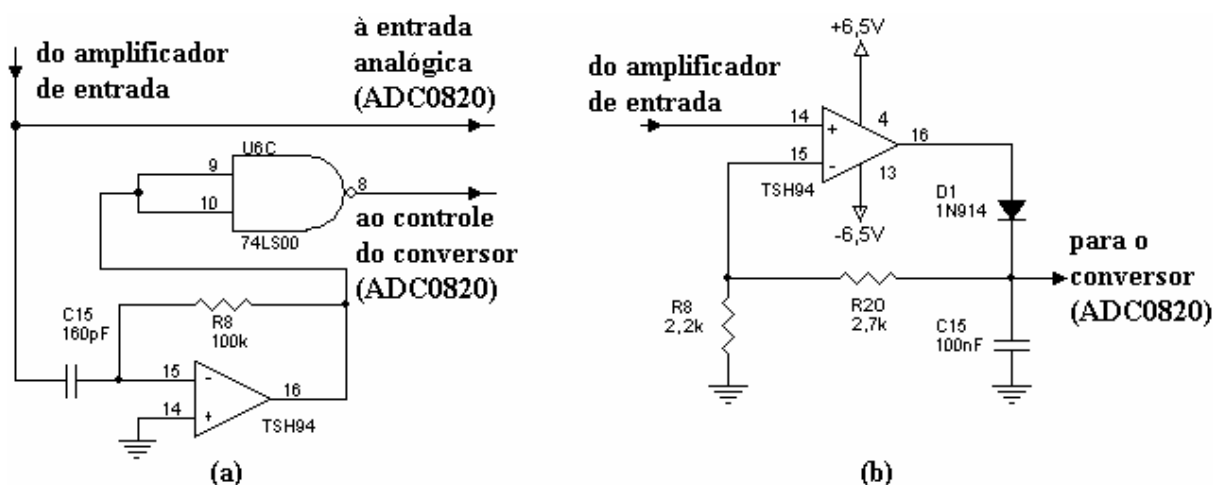 do amplificador
de entrada
à entrada
analógica
(ADC0820)
U6C
9
10
8
74LS00
ao controle
do conversor
(ADC0820)
C15
160pF
R8
100k
15
-
14
+
16
TSH94
(a)
+6,5V
do amplificador
de entrada
14
+
4
16
15
-
13
TSH94
-6,5V
D1
1N914
para o
conversor
(ADC0820)
R8
2,2k
R20
2,7k
C15
100nF
(b)